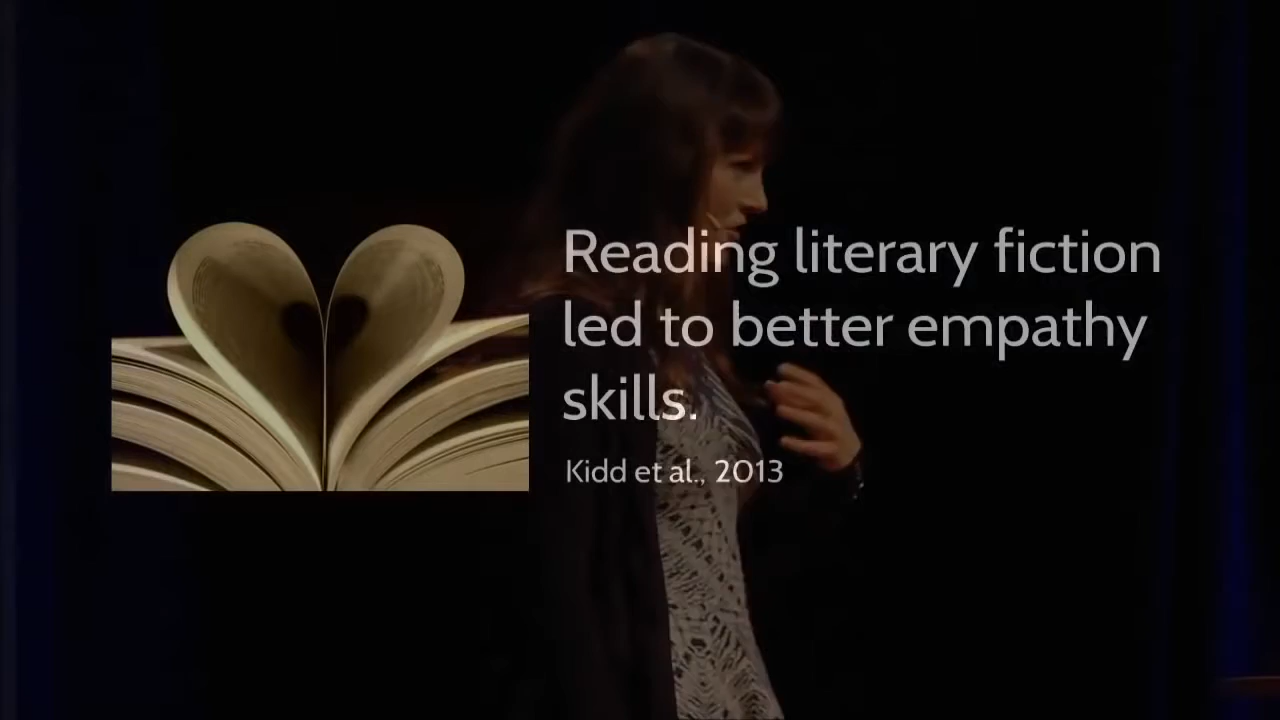 Reading literary fiction
led to better empathy
skills.
Kidd et al., 2013